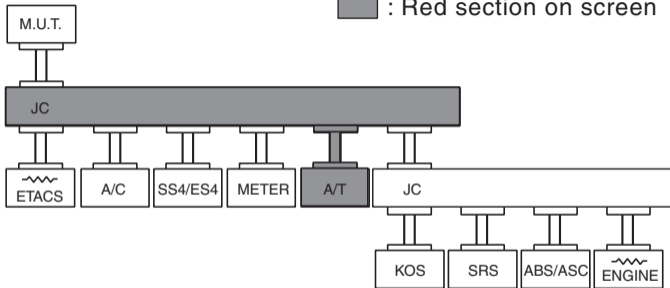 : Red section on screen
M.U.T.
JC
ETACS
A/C
SS4/ES4
METER
A/T
JC
KOS
SRS
ABS/ASC
ENGINE